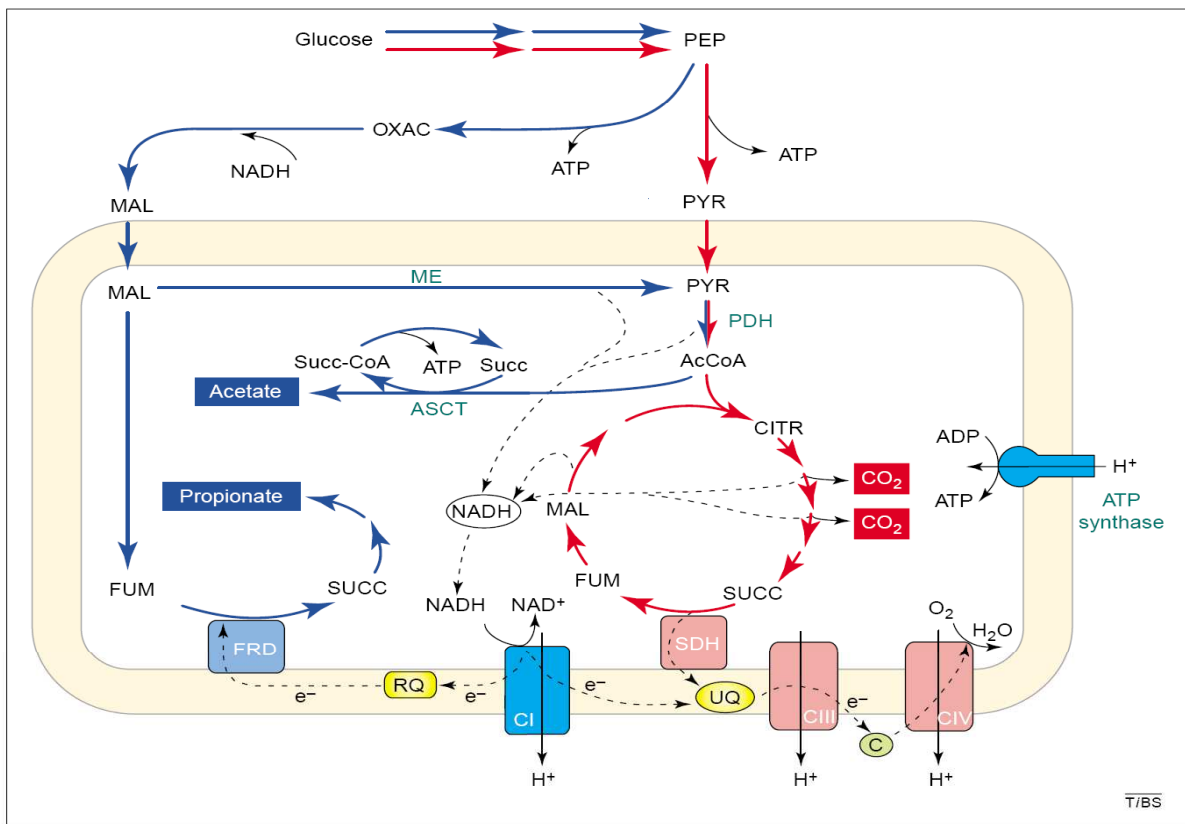 Glucose
PEP
OXAC
ATP
ATP
NADH
MAL
PYR
MAL
ME
PYR
PDH
Succ-CoA
ATP
Succ
AcCoA
Acetate
ASCT
CITR
ADP
H+
CO2
ATP
ATP
synthase
Propionate
NADH
MAL
CO2
FUM
SUCC
FUM
SUCC
NADH
NAD+
O2
H2O
FRD
SDH
RQ
UQ
e–
e–
e–
e–
CI
CIII
CIV
C
H+
H+
H+
TiBS